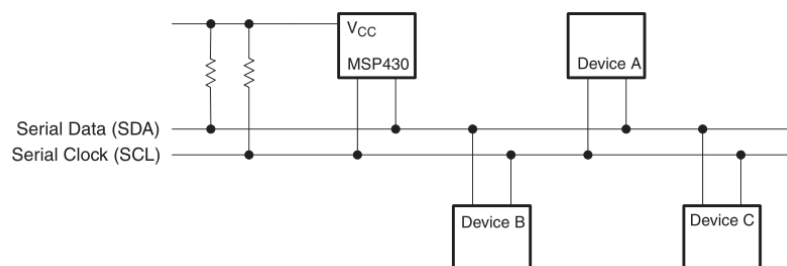 VCC
MSP430
Device A
Serial Data (SDA)
Serial Clock (SCL)
Device B
Device C